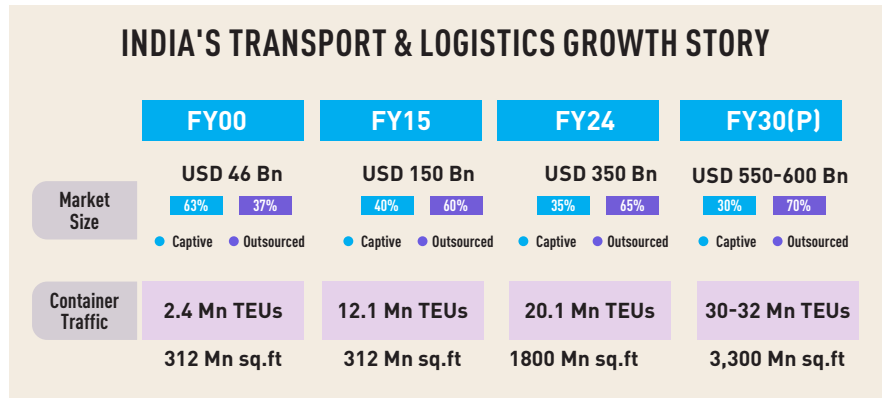 INDIA'S TRANSPORT & LOGISTICS GROWTH STORY
FY00 FY15 FY24 FY30(P)
USD 46 Bn USD 150 Bn USD 350 Bn USD 550-600 Bn
Market
Size
63% 37% 40% 60% 35% 65% 30% 70%
Captive Outsourced Captive Outsourced Captive Outsourced Captive Outsourced
Container
Traffic
2.4 Mn TEUs 12.1 Mn TEUs 20.1 Mn TEUs 30-32 Mn TEUs
312 Mn sq.ft 312 Mn sq.ft 1800 Mn sq.ft 3,300 Mn sq.ft